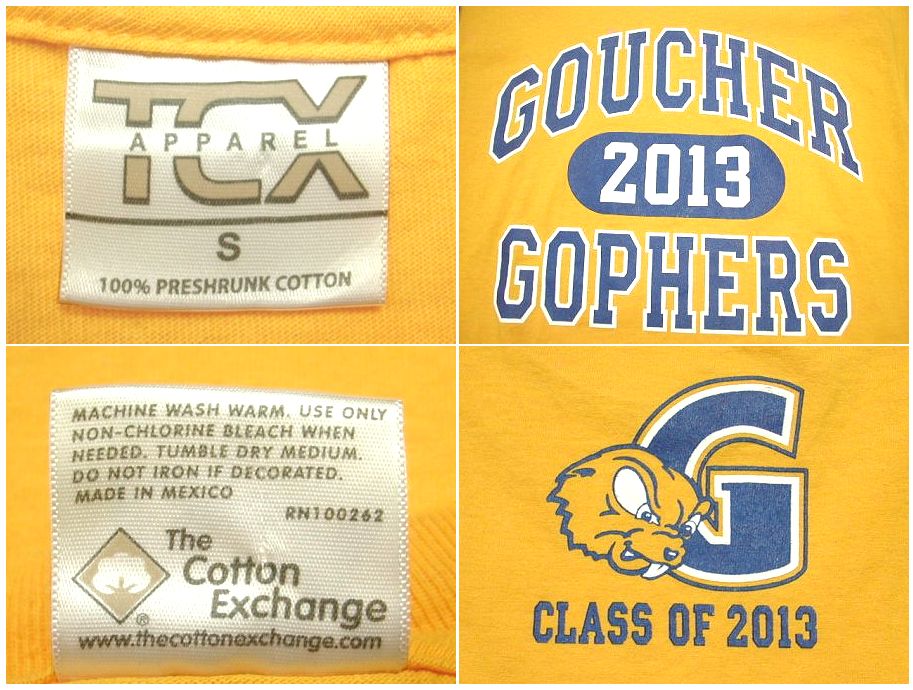 TCX
APPAREL
S
100% PRESHRUNK COTTON
GOUCHER
2013
GOPHERS
MACHINE WASH WARM. USE ONLY
NON-CHLORINE BLEACH WHEN
NEEDED. TUMBLE DRY MEDIUM.
DO NOT IRON IF DECORATED.
MADE IN MEXICO
RN100262
The
Cotton
Exchange
®
www.thecottonexchange.com
G
CLASS OF 2013